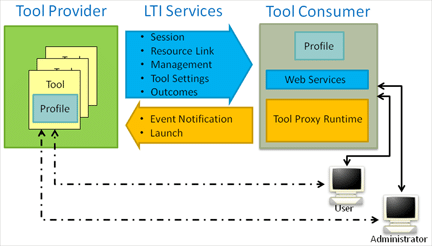 Tool Provider
LTI Services
Tool Consumer
Tool
Profile
• Session
• Resource Link
• Management
• Tool Settings
• Outcomes
• Event Notification
• Launch
Profile
Web Services
Tool Proxy Runtime
User
Administrator